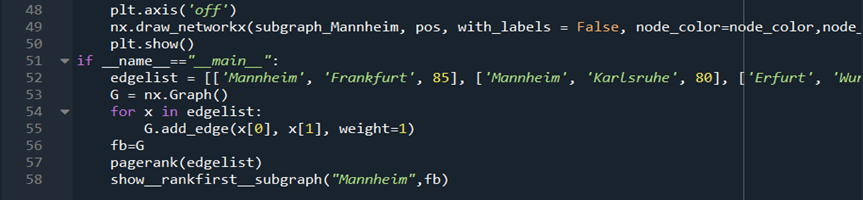 48 plt.axis('off')
49 nx.draw_networkx(subgraph_Mannheim, pos, with_labels = False, node_color=node_color,node_
50 plt.show()
51 if __name__=="__main__":
52 edgelist = [['Mannheim', 'Frankfurt', 85], ['Mannheim', 'Karlsruhe', 80], ['Erfurt', 'Wur
53 G = nx.Graph()
54 for x in edgelist:
55 G.add_edge(x[0], x[1], weight=1)
56 fb=G
57 pagerank(edgelist)
58 show__rankfirst__subgraph("Mannheim",fb)